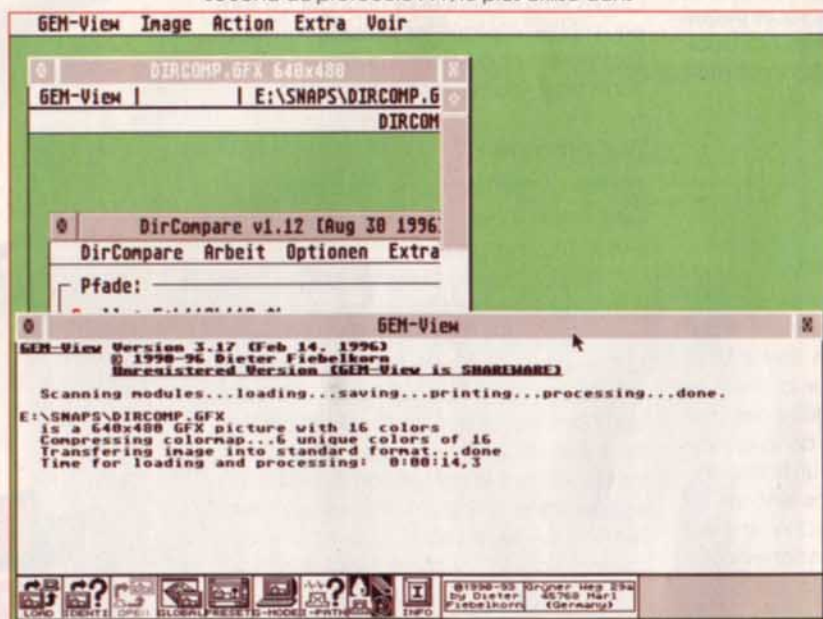 GEM-View Image Action Extra Voir
DIRCOMP.GFX 640x480
GEM-View | | E:\SNAPS\DIRCOMP.G
DIRCOM
DirCompare v1.12 [Aug 30 1996]
DirCompare Arbeit Optionen Extra
Pfade:
GEM-View
GEM-View Version 3.17 (Feb 14. 1996)
© 1990-96 Dieter Fiebelkorn
Unregistered Version (GEM-View is SHAREWARE)
Scanning modules...loading...saving...printing...processing...done.
E:\SNAPS\DIRCOMP.GFX
is a 640x480 GFX picture with 16 colors
Compressing colormap...6 unique colors of 16
Transfering image into standard format...done
Time for loading and processing: 0:00:14,3
LOAD IDENTI OPEN GLOBAL PRESET G-MODE I-PATH INFO
©1990-93 by Dieter Fiebelkorn
Grüner Weg 29a 45768 Marl (Germany)